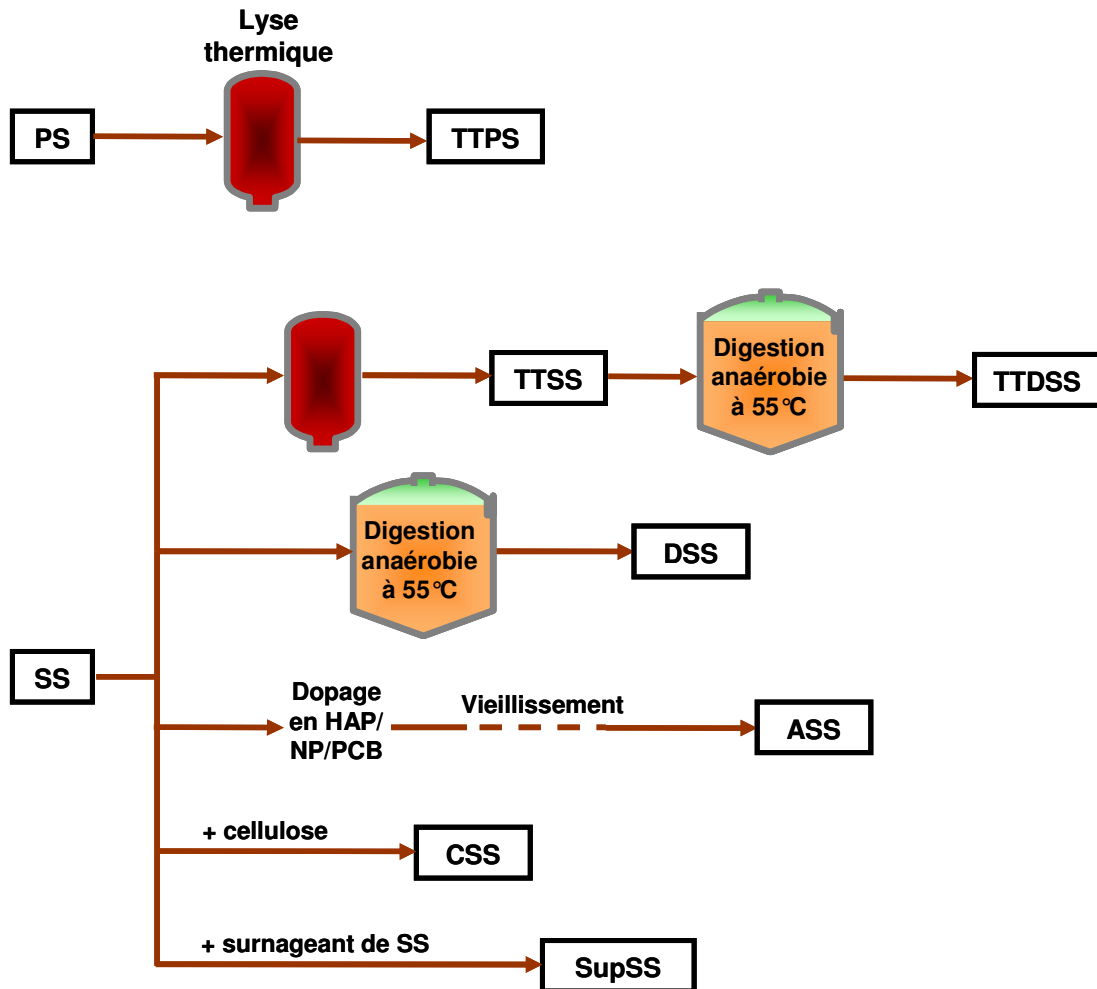 Lyse
thermique
PS
TTPS
TTSS
Digestion
anaérobie
à 55°C
TTDSS
Digestion
anaérobie
à 55°C
DSS
SS
Dopage
en HAP/
NP/PCB
Vieillissement
ASS
+ cellulose
CSS
+ surnageant de SS
SupSS